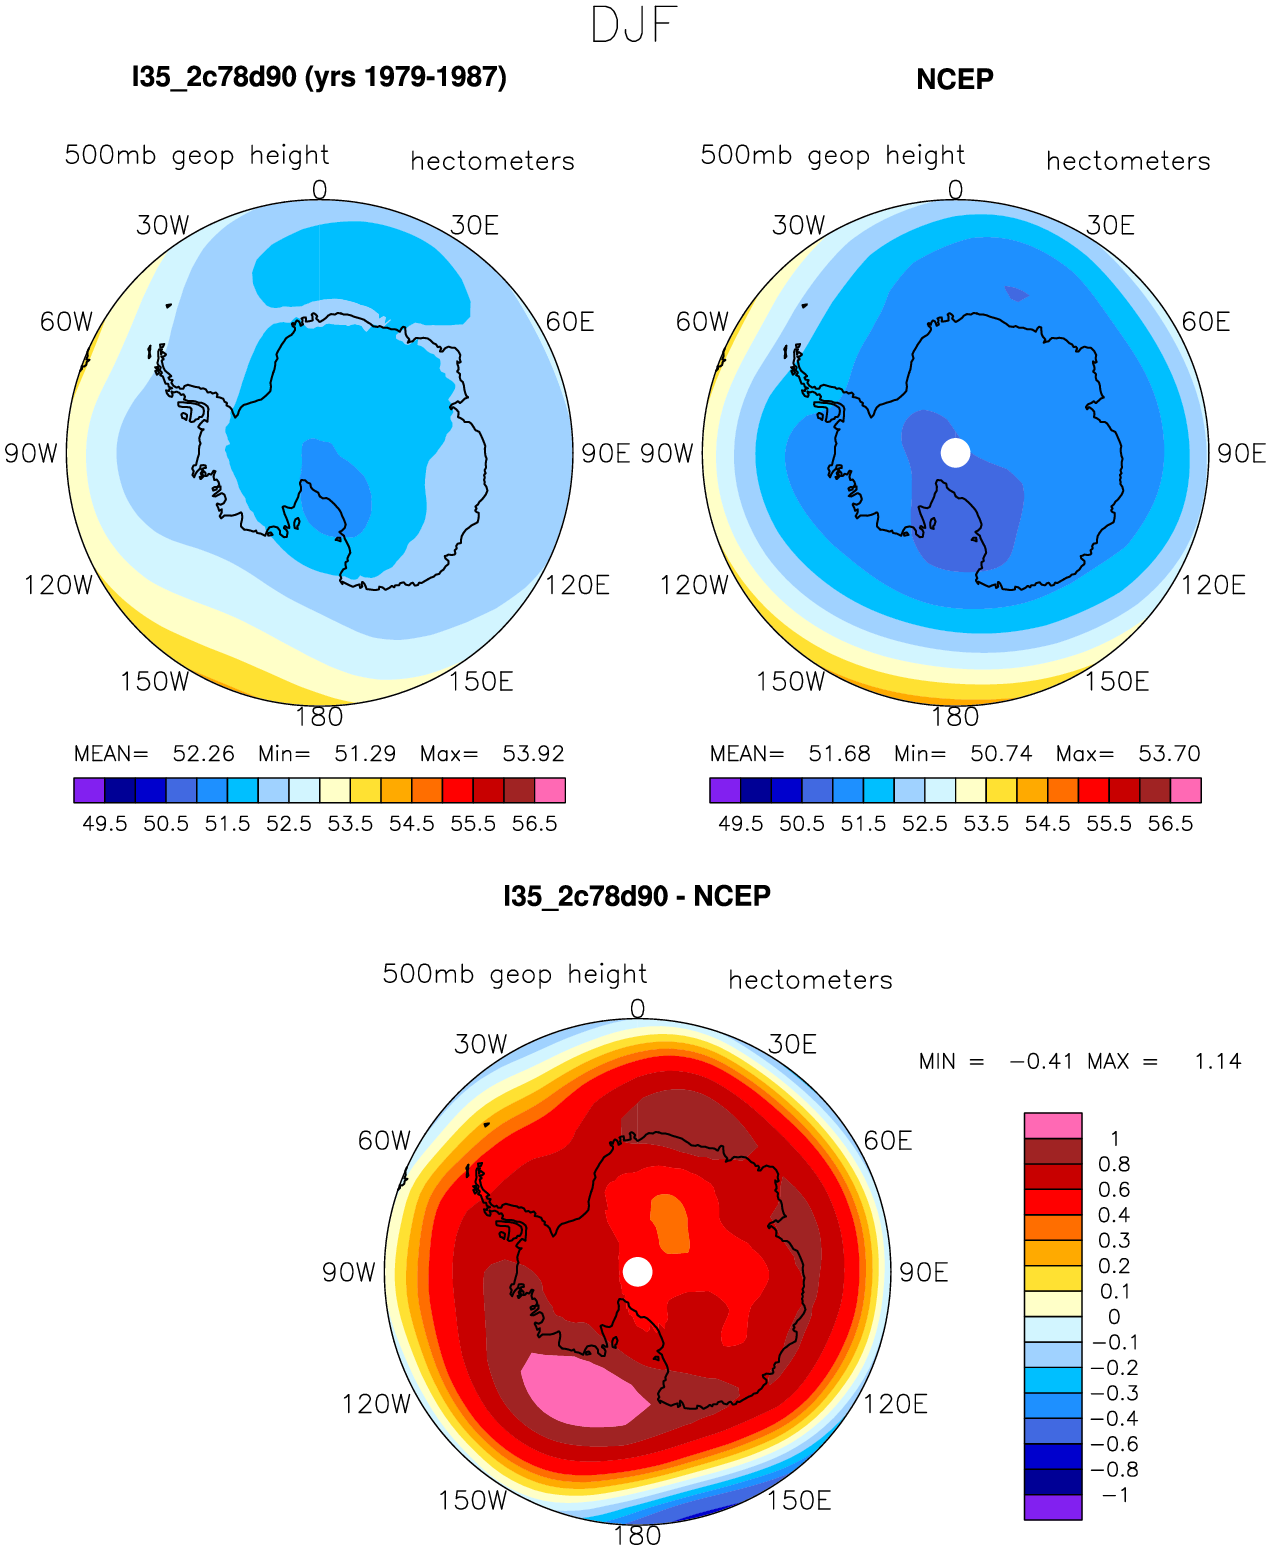 DJF
I35_2c78d90 (yrs 1979-1987)
500mb geop height hectometers
0
30W 30E
60W 60E
90W 90E
120W 120E
150W 150E
180
MEAN= 52.26 Min= 51.29 Max= 53.92
49.5 50.5 51.5 52.5 53.5 54.5 55.5 56.5
NCEP
500mb geop height hectometers
0
30W 30E
60W 60E
90W 90E
120W 120E
150W 150E
180
MEAN= 51.68 Min= 50.74 Max= 53.70
49.5 50.5 51.5 52.5 53.5 54.5 55.5 56.5
I35_2c78d90 - NCEP
500mb geop height hectometers
0
30W 30E
60W 60E
90W 90E
120W 120E
150W 150E
180
MIN = -0.41 MAX = 1.14
1
0.8
0.6
0.4
0.3
0.2
0.1
0
-0.1
-0.2
-0.3
-0.4
-0.6
-0.8
-1